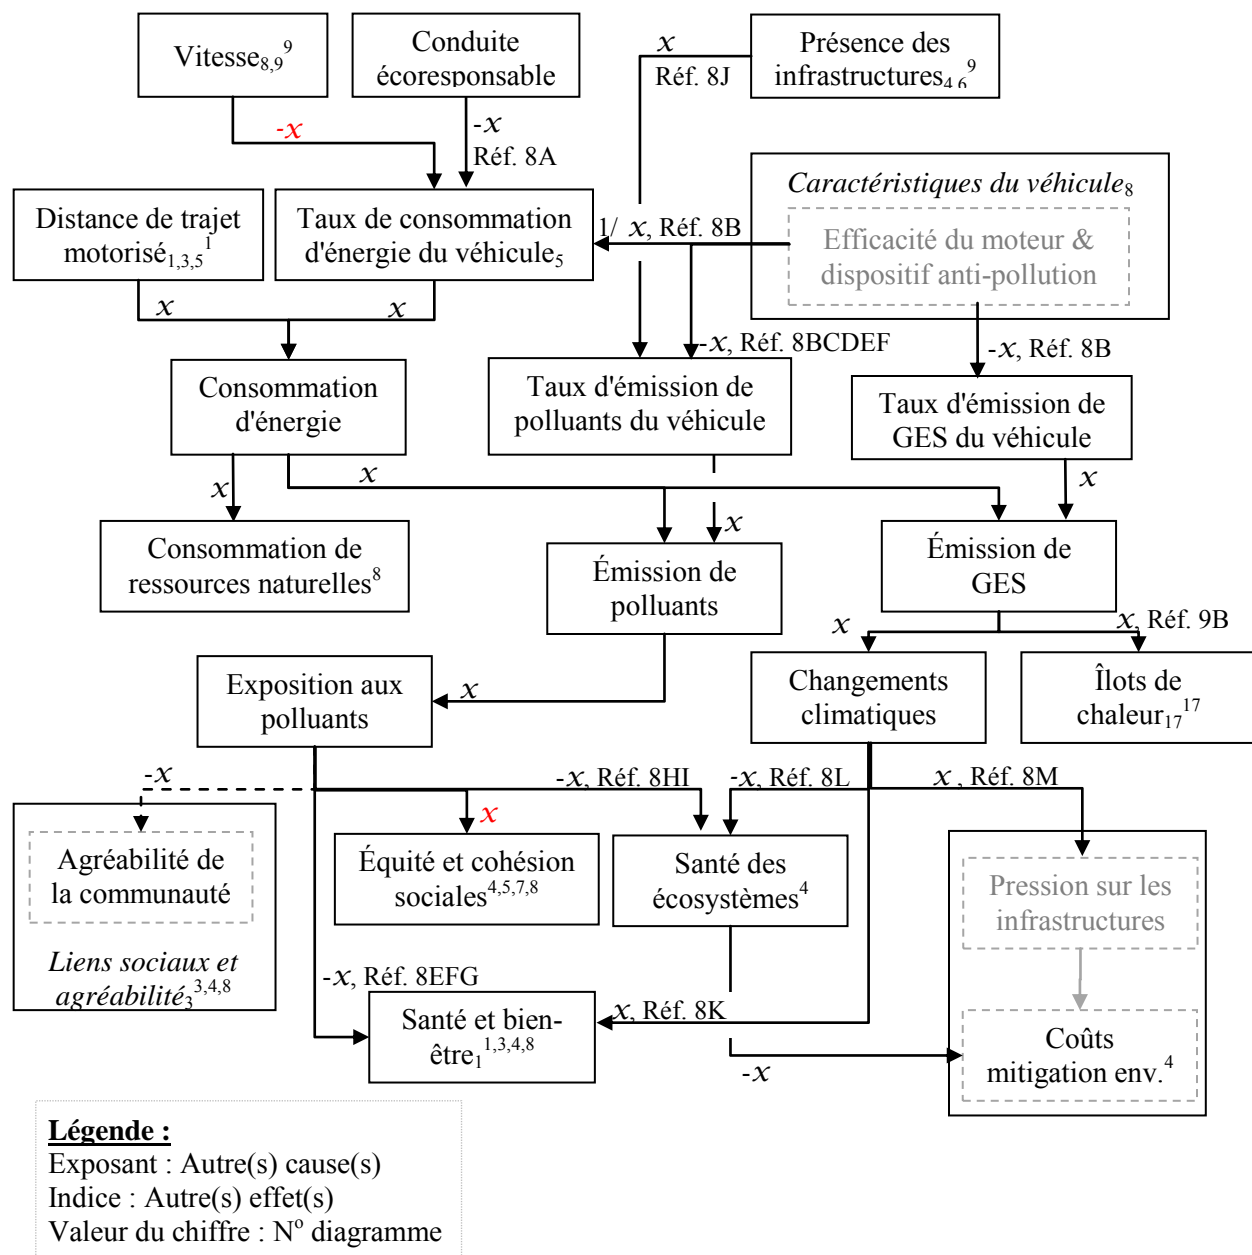 Vitesse8,9 9
Conduite
écoresponsable
Présence des
infrastructures4,6 9
x
Réf. 8J
-x
-x
Réf. 8A
Caractéristiques du véhicule8
Efficacité du moteur &
dispositif anti-pollution
Distance de trajet
motorisé1,3,5 1
Taux de consommation
d'énergie du véhicule5
1/ x, Réf. 8B
x
x
-x, Réf. 8BCDEF
-x, Réf. 8B
Consommation
d'énergie
Taux d'émission de
polluants du véhicule
Taux d'émission de
GES du véhicule
x
x
x
x
Consommation de
ressources naturelles8
Émission de
polluants
Émission de
GES
x
x, Réf. 9B
Exposition aux
polluants
x
Changements
climatiques
Îlots de
chaleur17 17
-x
-x, Réf. 8HI
-x, Réf. 8L
x , Réf. 8M
x
Agréabilité de
la communauté
Liens sociaux et
agréabilité3 3,4,8
Équité et cohésion
sociales4,5,7,8
Santé des
écosystèmes4
Pression sur les
infrastructures
-x, Réf. 8EFG
x, Réf. 8K
Santé et bien-
être1 1,3,4,8
-x
Coûts
mitigation env.4
Légende :
Exposant : Autre(s) cause(s)
Indice : Autre(s) effet(s)
Valeur du chiffre : No diagramme